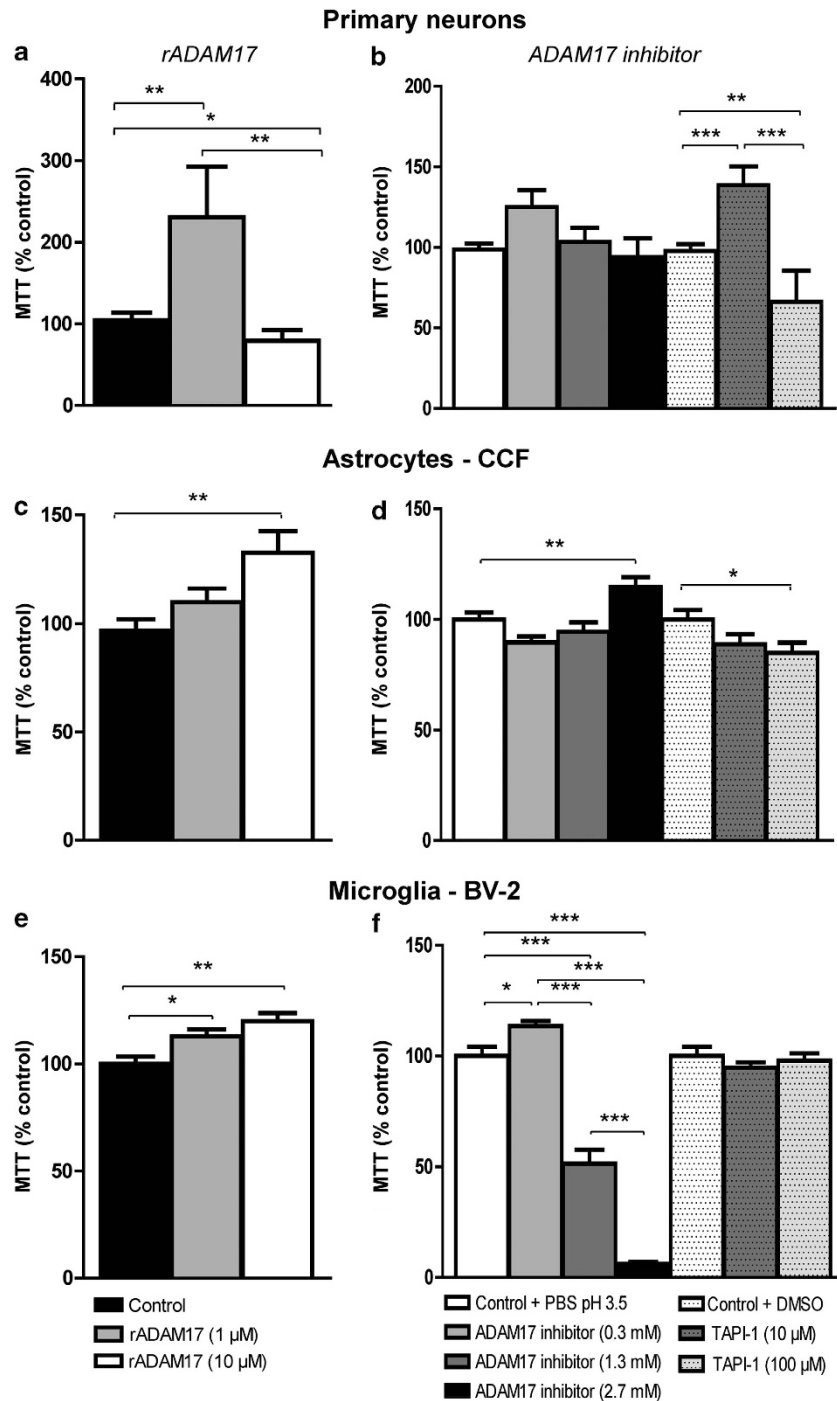 Primary neurons
a
rADAM17
b
ADAM17 inhibitor
MTT (% control)
400
300
200
100
0
**
*
**
MTT (% control)
200
150
100
50
0
**
***
***
Astrocytes - CCF
c
MTT (% control)
150
100
50
0
**
d
MTT (% control)
150
100
50
0
**
*
Microglia - BV-2
e
MTT (% control)
150
100
50
0
**
*
f
MTT (% control)
150
100
50
0
***
***
***
*
***
***
Control
rADAM17 (1 µM)
rADAM17 (10 µM)
Control + PBS pH 3.5
ADAM17 inhibitor (0.3 mM)
ADAM17 inhibitor (1.3 mM)
ADAM17 inhibitor (2.7 mM)
Control + DMSO
TAPI-1 (10 µM)
TAPI-1 (100 µM)